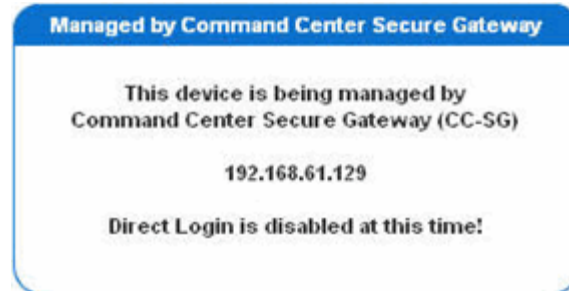 Managed by Command Center Secure Gateway
This device is being managed by
Command Center Secure Gateway (CC-SG)
192.168.61.129
Direct Login is disabled at this time!